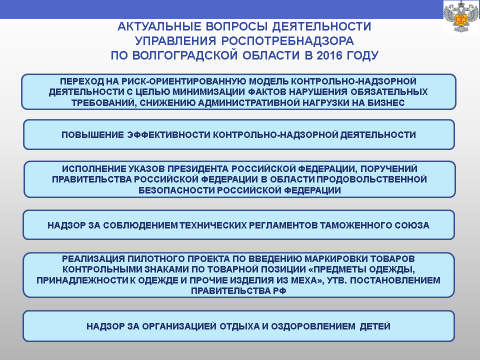 АКТУАЛЬНЫЕ ВОПРОСЫ ДЕЯТЕЛЬНОСТИ
УПРАВЛЕНИЯ РОСПОТРЕБНАДЗОРА
ПО ВОЛГОГРАДСКОЙ ОБЛАСТИ В 2016 ГОДУ
ПЕРЕХОД НА РИСК-ОРИЕНТИРОВАННУЮ МОДЕЛЬ КОНТРОЛЬНО-НАДЗОРНОЙ
ДЕЯТЕЛЬНОСТИ С ЦЕЛЬЮ МИНИМИЗАЦИИ ФАКТОВ НАРУШЕНИЯ ОБЯЗАТЕЛЬНЫХ
ТРЕБОВАНИЙ, СНИЖЕНИЮ АДМИНИСТРАТИВНОЙ НАГРУЗКИ НА БИЗНЕС
ПОВЫШЕНИЕ ЭФФЕКТИВНОСТИ КОНТРОЛЬНО-НАДЗОРНОЙ ДЕЯТЕЛЬНОСТИ
ИСПОЛНЕНИЕ УКАЗОВ ПРЕЗИДЕНТА РОССИЙСКОЙ ФЕДЕРАЦИИ, ПОРУЧЕНИЙ
ПРАВИТЕЛЬСТВА РОССИЙСКОЙ ФЕДЕРАЦИИ В ОБЛАСТИ ПРОДОВОЛЬСТВЕННОЙ
БЕЗОПАСНОСТИ РОССИЙСКОЙ ФЕДЕРАЦИИ
НАДЗОР ЗА СОБЛЮДЕНИЕМ ТЕХНИЧЕСКИХ РЕГЛАМЕНТОВ ТАМОЖЕННОГО СОЮЗА
РЕАЛИЗАЦИЯ ПИЛОТНОГО ПРОЕКТА ПО ВВЕДЕНИЮ МАРКИРОВКИ ТОВАРОВ
КОНТРОЛЬНЫМИ ЗНАКАМИ ПО ТОВАРНОЙ ПОЗИЦИИ «ПРЕДМЕТЫ ОДЕЖДЫ,
ПРИНАДЛЕЖНОСТИ К ОДЕЖДЕ И ПРОЧИЕ ИЗДЕЛИЯ ИЗ МЕХА», УТВ. ПОСТАНОВЛЕНИЕМ
ПРАВИТЕЛЬСТВА РФ
НАДЗОР ЗА ОРГАНИЗАЦИЕЙ ОТДЫХА И ОЗДОРОВЛЕНИЕМ ДЕТЕЙ